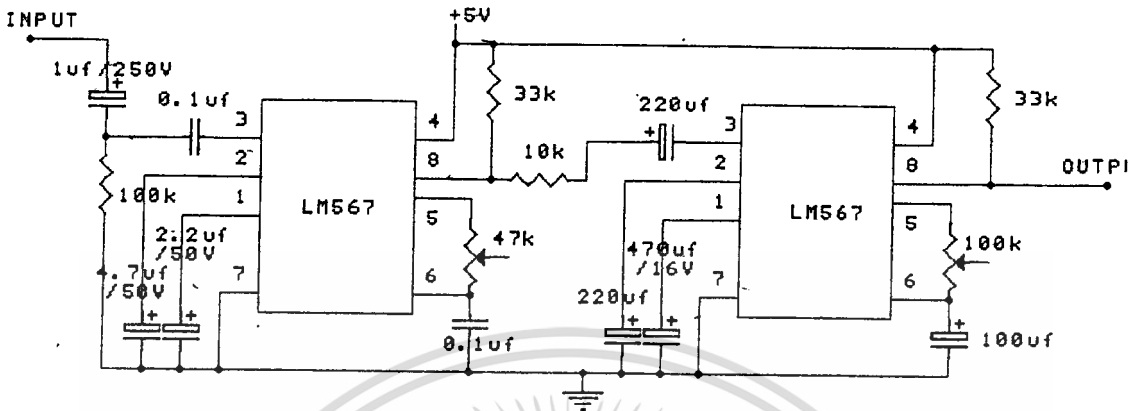 INPUT
+5V
1uf/250V
0.1uf
3
4
33k
220uf
3
4
33k
2
8
10k
2
8
OUTPU
100k
1
LM567
5
47k
1
LM567
5
100k
2.2uf
/50V
4.7uf
/50V
7
6
470uf
/16V
7
6
220uf
0.1uf
100uf